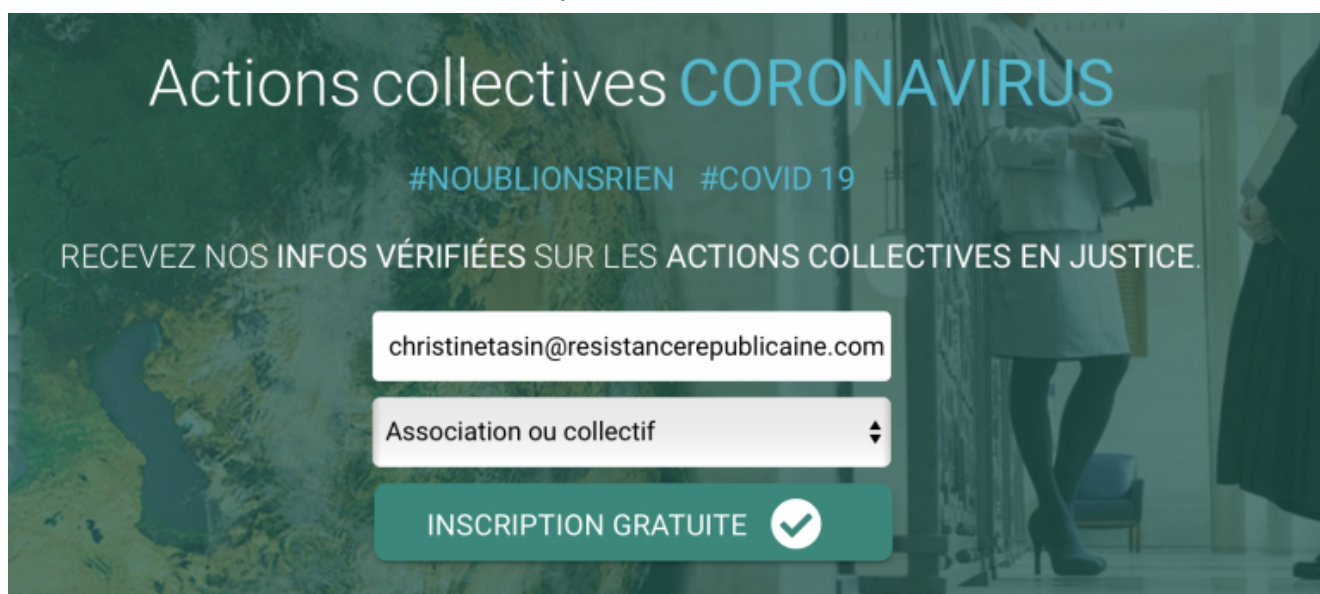 Actions collectives CORONAVIRUS
#NOUBLIONSRIEN #COVID 19
RECEVEZ NOS INFOS VÉRIFIÉES SUR LES ACTIONS COLLECTIVES EN JUSTICE.
christinetasin@resistancerepublicaine.com
Association ou collectif
INSCRIPTION GRATUITE